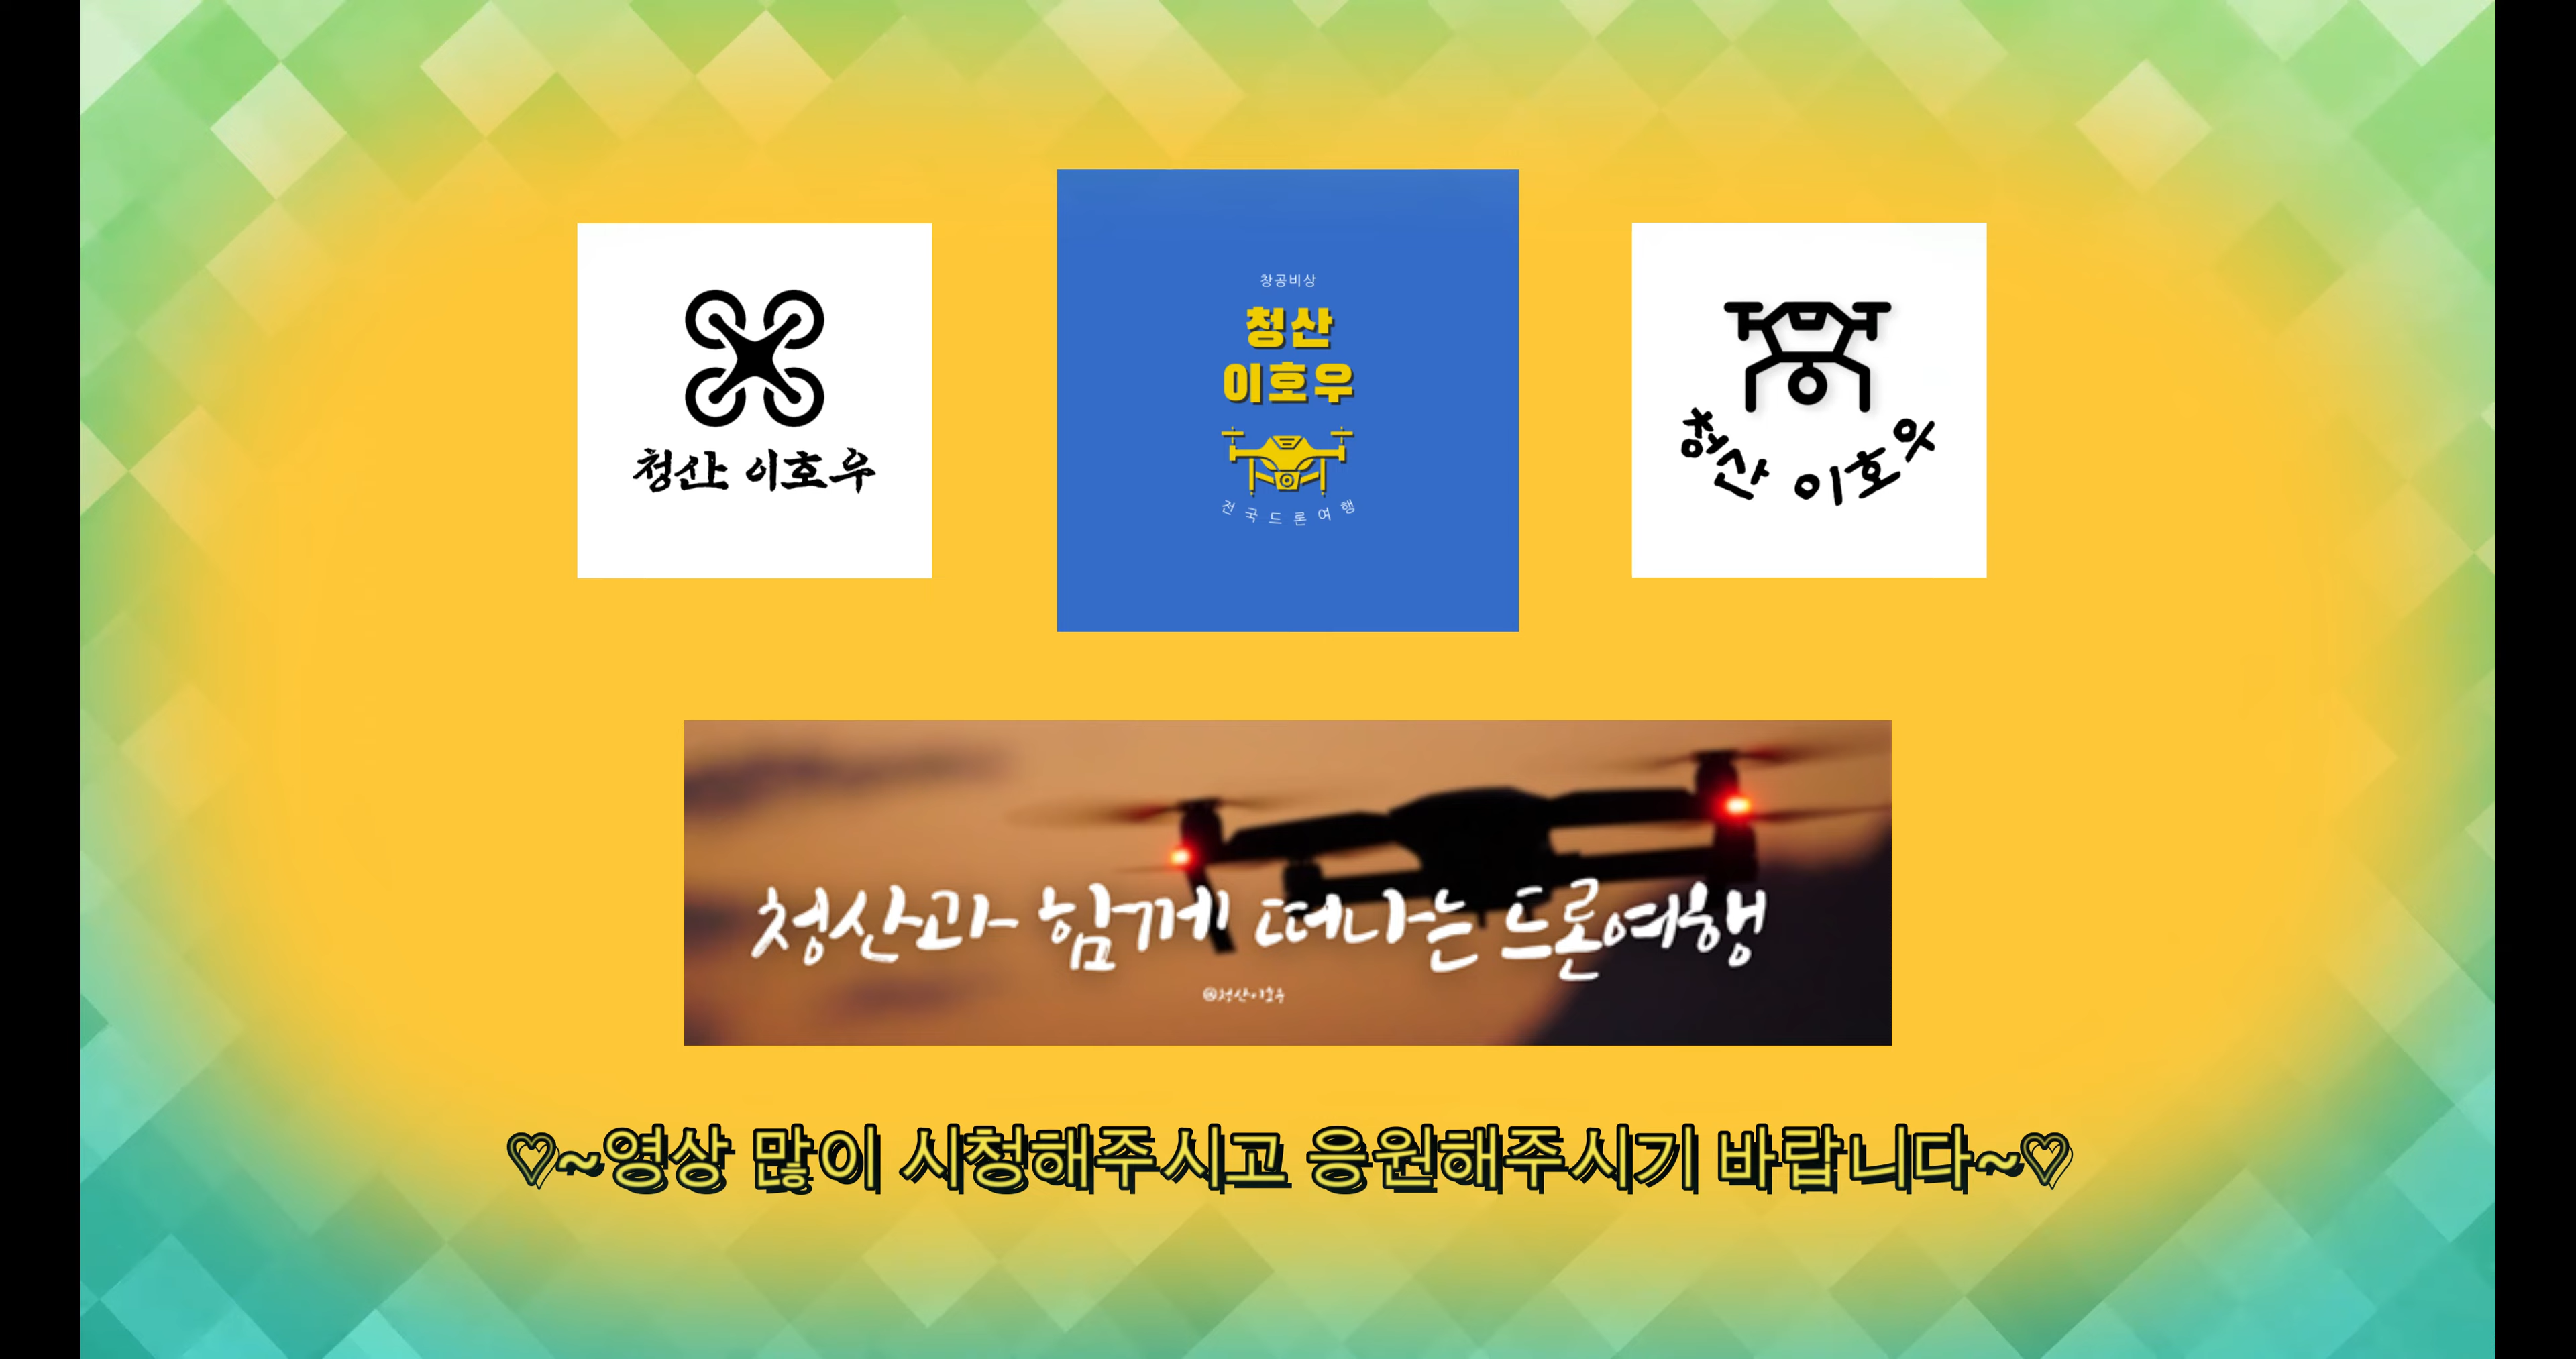 청산 이호우
창공비상
청산
이호우
전국드론여행
청산 이호우
청산과 함께 떠나는 드론여행
@청산이호우
♡~영상 많이 시청해주시고 응원해주시기 바랍니다~♡